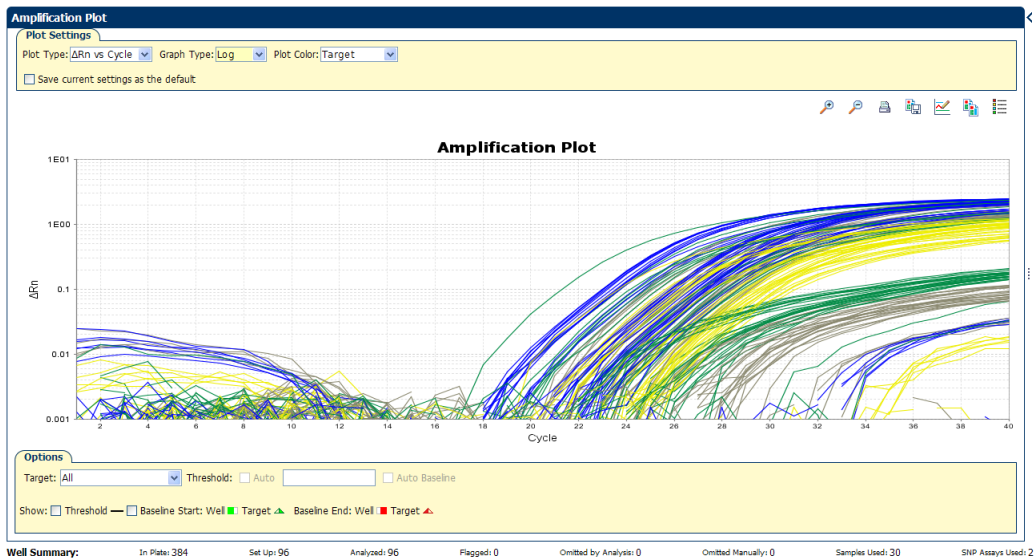 Amplification Plot
Plot Settings
Plot Type: ΔRn vs Cycle Graph Type: Log Plot Color: Target
Save current settings as the default
Amplification Plot
1E01
1E00
0.1
0.01
0.001
ΔRn
2 4 6 8 10 12 14 16 18 20 22 24 26 28 30 32 34 36 38 40
Cycle
Options
Target: All Threshold: Auto Auto Baseline
Show: Threshold Baseline Start: Well Target Baseline End: Well Target
Well Summary: In Plate: 384 Set Up: 96 Analyzed: 96 Flagged: 0 Omitted by Analysis: 0 Omitted Manually: 0 Samples Used: 30 SNP Assays Used: 2